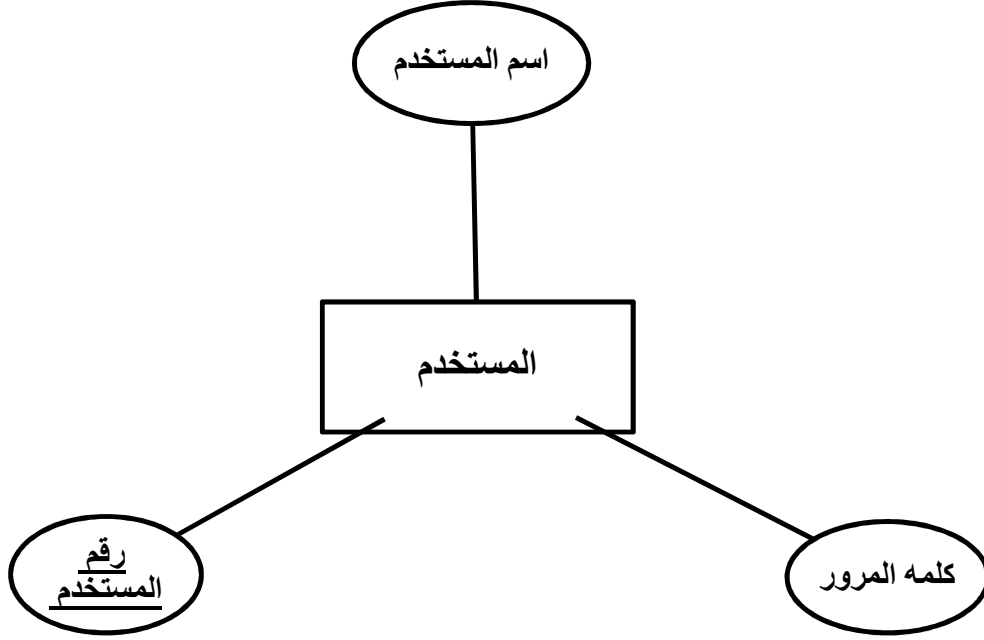 اسم المستخدم
المستخدم
رقم
المستخدم
كلمه المرور